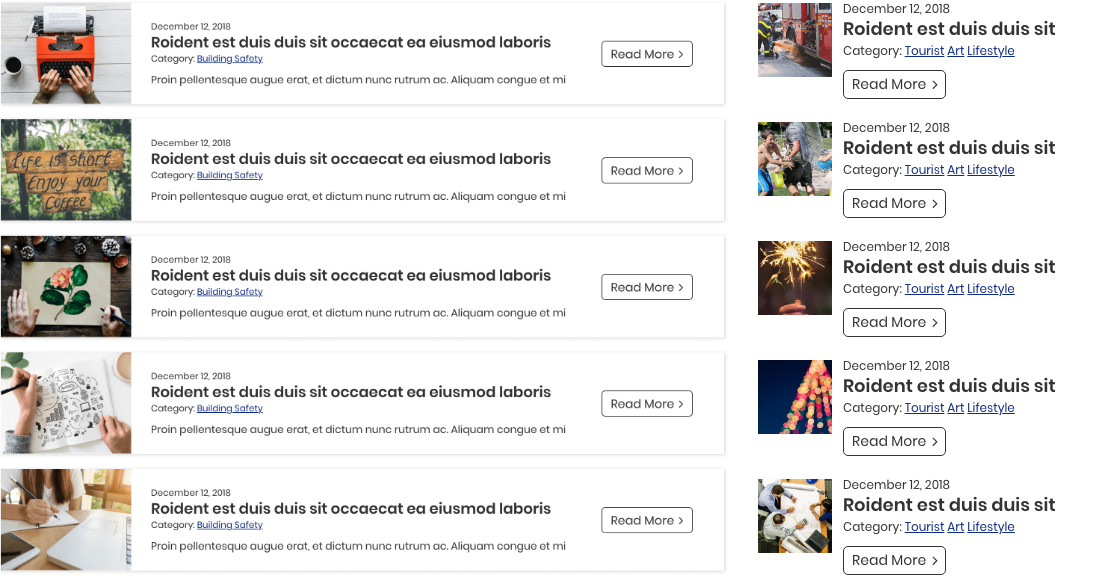 December 12, 2018
Roident est duis duis sit occaecat ea eiusmod laboris
Category: Building Safety
Proin pellentesque augue erat, et dictum nunc rutrum ac. Aliquam congue et mi
Read More >
Life is short
Enjoy your
Coffee
December 12, 2018
Roident est duis duis sit occaecat ea eiusmod laboris
Category: Building Safety
Proin pellentesque augue erat, et dictum nunc rutrum ac. Aliquam congue et mi
Read More >
December 12, 2018
Roident est duis duis sit occaecat ea eiusmod laboris
Category: Building Safety
Proin pellentesque augue erat, et dictum nunc rutrum ac. Aliquam congue et mi
Read More >
December 12, 2018
Roident est duis duis sit occaecat ea eiusmod laboris
Category: Building Safety
Proin pellentesque augue erat, et dictum nunc rutrum ac. Aliquam congue et mi
Read More >
December 12, 2018
Roident est duis duis sit occaecat ea eiusmod laboris
Category: Building Safety
Proin pellentesque augue erat, et dictum nunc rutrum ac. Aliquam congue et mi
Read More >
December 12, 2018
Roident est duis duis sit
Category: Tourist Art Lifestyle
Read More >
December 12, 2018
Roident est duis duis sit
Category: Tourist Art Lifestyle
Read More >
December 12, 2018
Roident est duis duis sit
Category: Tourist Art Lifestyle
Read More >
December 12, 2018
Roident est duis duis sit
Category: Tourist Art Lifestyle
Read More >
December 12, 2018
Roident est duis duis sit
Category: Tourist Art Lifestyle
Read More >